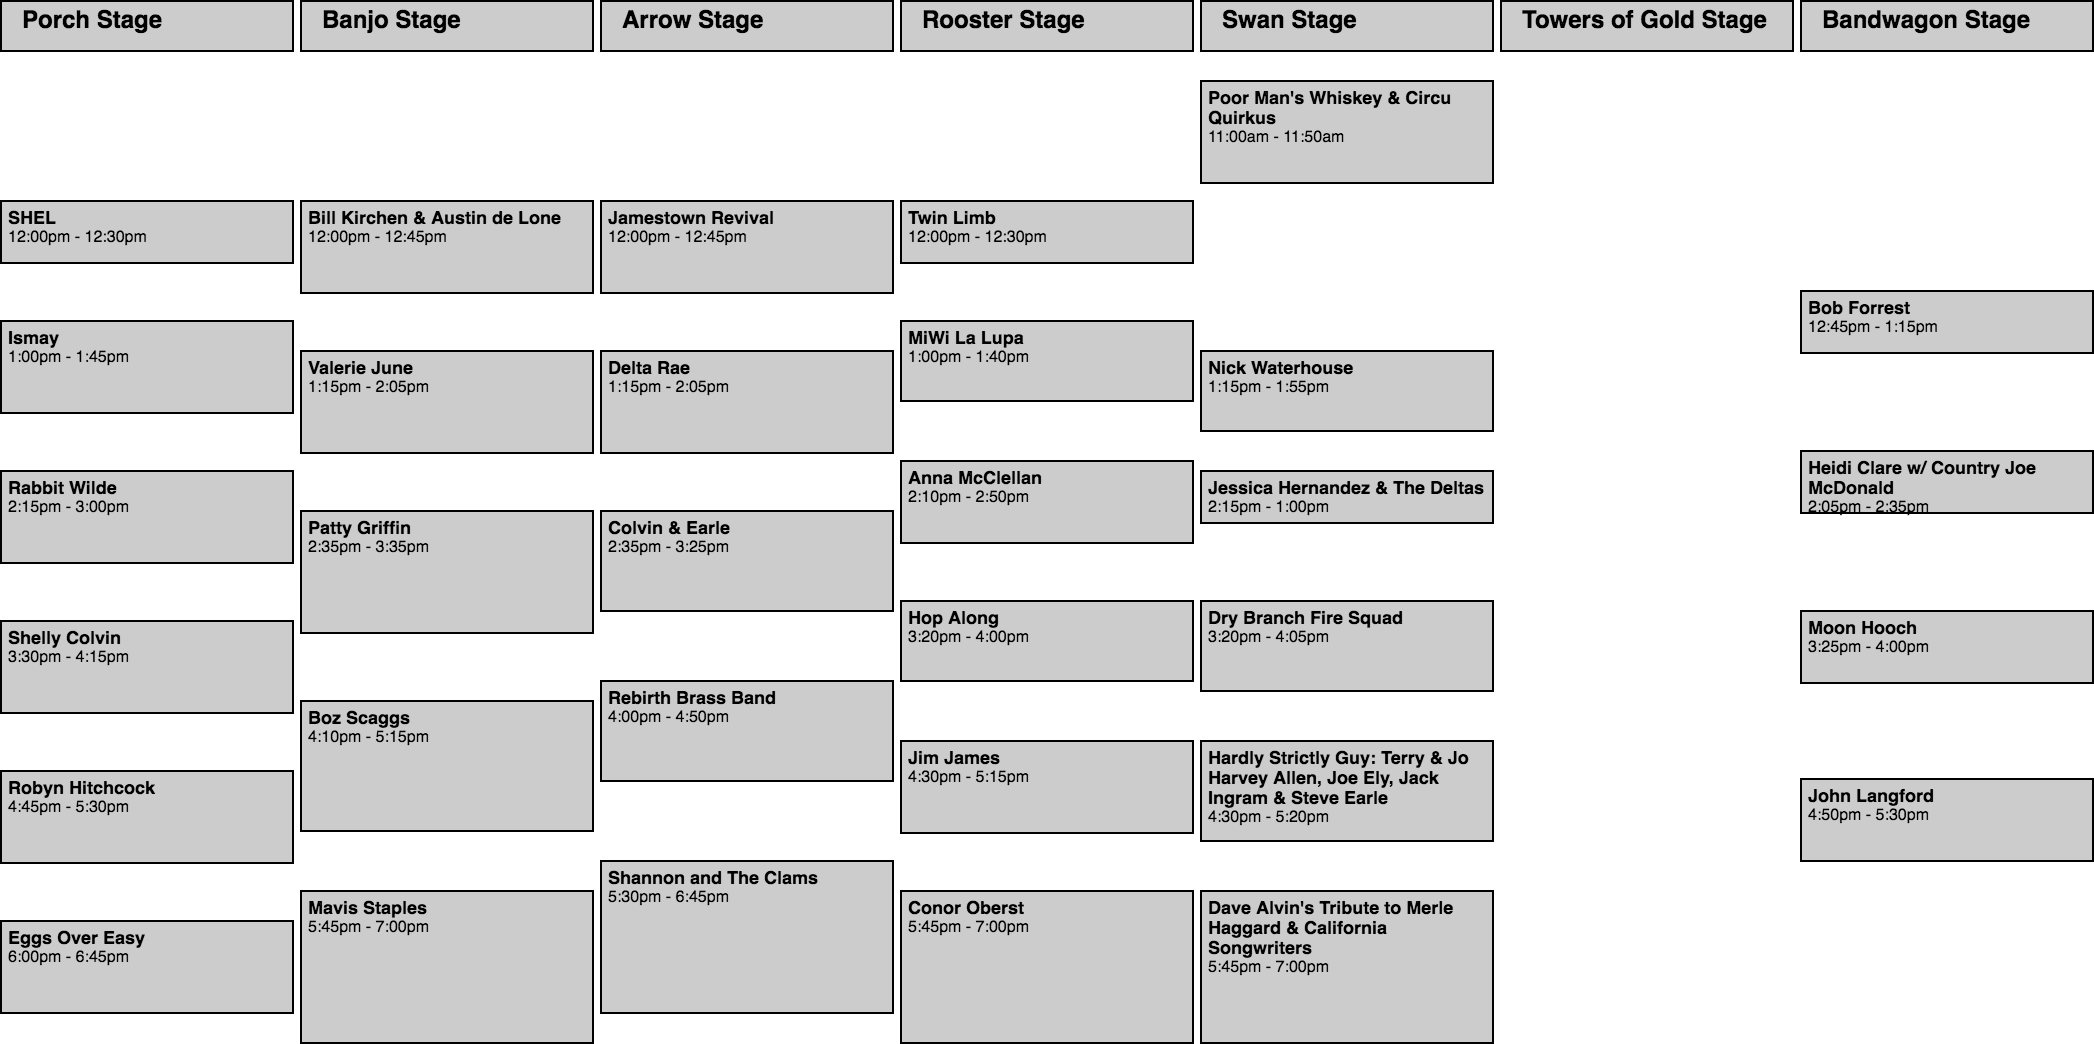 Porch Stage
Banjo Stage
Arrow Stage
Rooster Stage
Swan Stage
Towers of Gold Stage
Bandwagon Stage
SHEL
12:00pm - 12:30pm
Ismay
1:00pm - 1:45pm
Rabbit Wilde
2:15pm - 3:00pm
Shelly Colvin
3:30pm - 4:15pm
Robyn Hitchcock
4:45pm - 5:30pm
Eggs Over Easy
6:00pm - 6:45pm
Bill Kirchen & Austin de Lone
12:00pm - 12:45pm
Valerie June
1:15pm - 2:05pm
Patty Griffin
2:35pm - 3:35pm
Boz Scaggs
4:10pm - 5:15pm
Mavis Staples
5:45pm - 7:00pm
Jamestown Revival
12:00pm - 12:45pm
Delta Rae
1:15pm - 2:05pm
Colvin & Earle
2:35pm - 3:25pm
Rebirth Brass Band
4:00pm - 4:50pm
Shannon and The Clams
5:30pm - 6:45pm
Twin Limb
12:00pm - 12:30pm
MiWi La Lupa
1:00pm - 1:40pm
Anna McClellan
2:10pm - 2:50pm
Hop Along
3:20pm - 4:00pm
Jim James
4:30pm - 5:15pm
Conor Oberst
5:45pm - 7:00pm
Poor Man's Whiskey & Circu
Quirkus
11:00am - 11:50am
Nick Waterhouse
1:15pm - 1:55pm
Jessica Hernandez & The Deltas
2:15pm - 1:00pm
Dry Branch Fire Squad
3:20pm - 4:05pm
Hardly Strictly Guy: Terry & Jo
Harvey Allen, Joe Ely, Jack
Ingram & Steve Earle
4:30pm - 5:20pm
Dave Alvin's Tribute to Merle
Haggard & California
Songwriters
5:45pm - 7:00pm
Bob Forrest
12:45pm - 1:15pm
Heidi Clare w/ Country Joe
McDonald
2:05pm - 2:35pm
Moon Hooch
3:25pm - 4:00pm
John Langford
4:50pm - 5:30pm